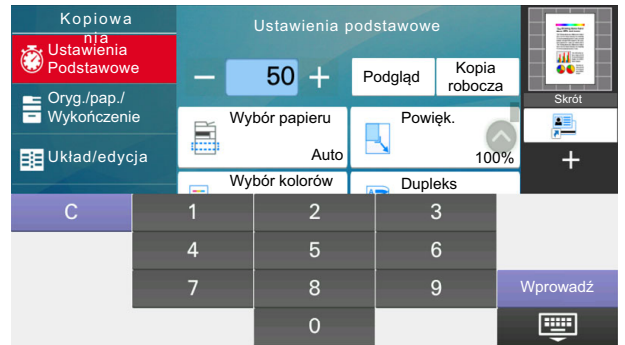 Kopiowa
nia
Ustawienia
Podstawowe
Oryg./pap./
Wykończenie
Układ/edycja
Ustawienia podstawowe
50
Podgląd
Kopia
robocza
Wybór papieru
Auto
Powięk.
100%
Wybór kolorów
Dupleks
Skrót
C
1
2
3
4
5
6
7
8
9
0
Wprowadź